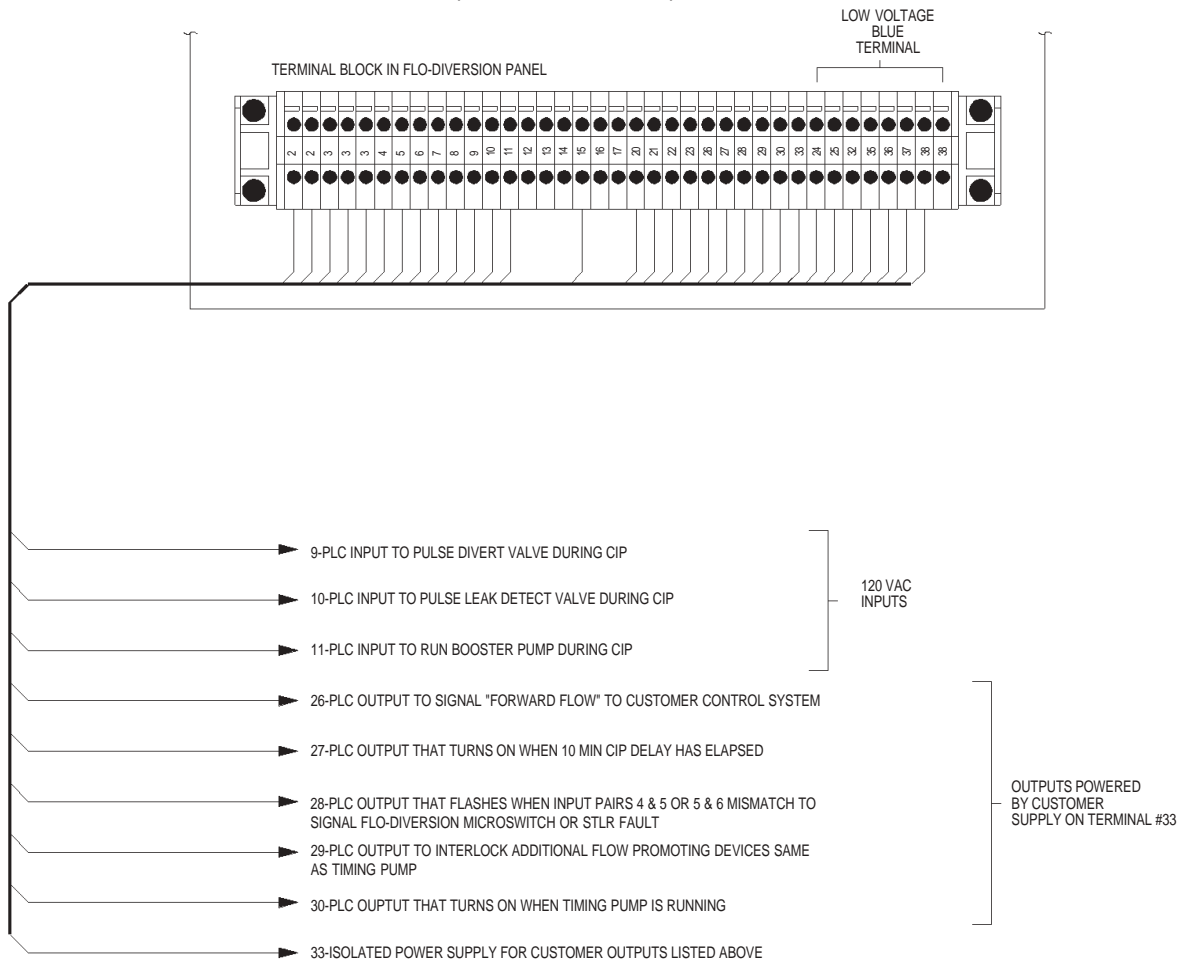 LOW VOLTAGE
BLUE
TERMINAL
TERMINAL BLOCK IN FLO-DIVERSION PANEL
2 2 3 3 3 4 5 6 7 8 9 10 11 12 13 14 15 16 17 20 21 22 23 26 27 28 29 30 33 24 25 32 35 36 37 38 38
9-PLC INPUT TO PULSE DIVERT VALVE DURING CIP
10-PLC INPUT TO PULSE LEAK DETECT VALVE DURING CIP
11-PLC INPUT TO RUN BOOSTER PUMP DURING CIP
120 VAC
INPUTS
26-PLC OUTPUT TO SIGNAL "FORWARD FLOW" TO CUSTOMER CONTROL SYSTEM
27-PLC OUTPUT THAT TURNS ON WHEN 10 MIN CIP DELAY HAS ELAPSED
28-PLC OUTPUT THAT FLASHES WHEN INPUT PAIRS 4 & 5 OR 5 & 6 MISMATCH TO
SIGNAL FLO-DIVERSION MICROSWITCH OR STLR FAULT
29-PLC OUTPUT TO INTERLOCK ADDITIONAL FLOW PROMOTING DEVICES SAME
AS TIMING PUMP
30-PLC OUPTUT THAT TURNS ON WHEN TIMING PUMP IS RUNNING
OUTPUTS POWERED
BY CUSTOMER
SUPPLY ON TERMINAL #33
33-ISOLATED POWER SUPPLY FOR CUSTOMER OUTPUTS LISTED ABOVE